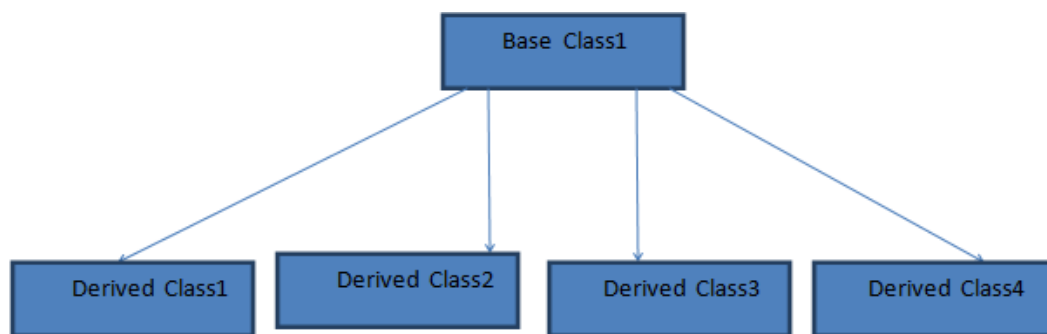 Base Class1
Derived Class1
Derived Class2
Derived Class3
Derived Class4